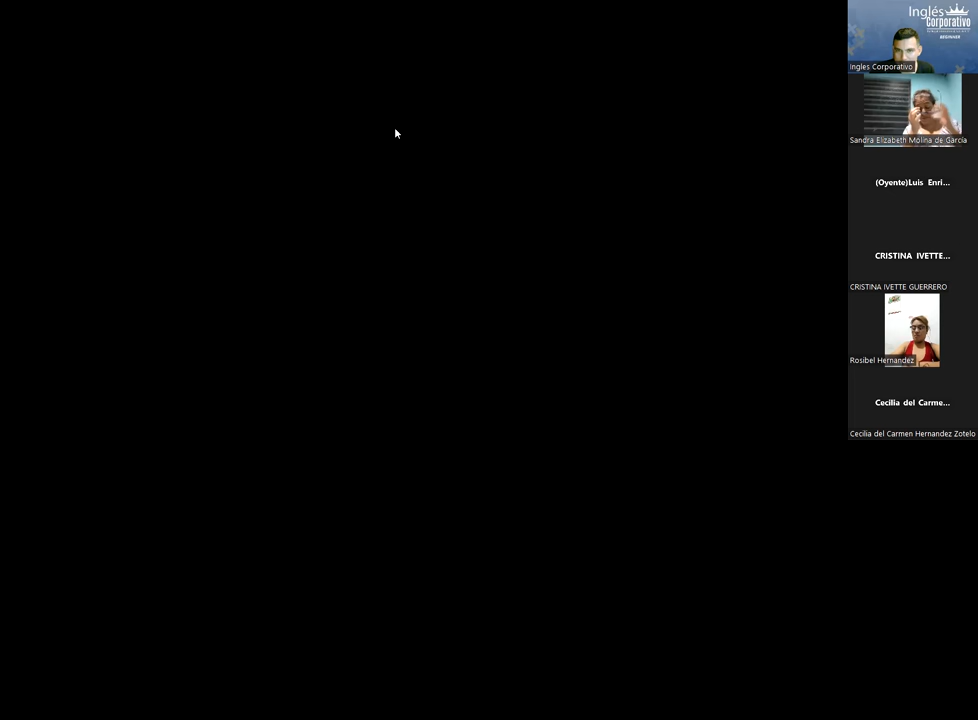 Inglés
Corporativo
BEGINNER
Ingles Corporativo
Sandra Elizabeth Molina de García
(Oyente)Luis Enri...
CRISTINA IVETTE...
CRISTINA IVETTE GUERRERO
Rosibel Hernandez
Cecilia del Carme...
Cecilia del Carmen Hernandez Zotelo